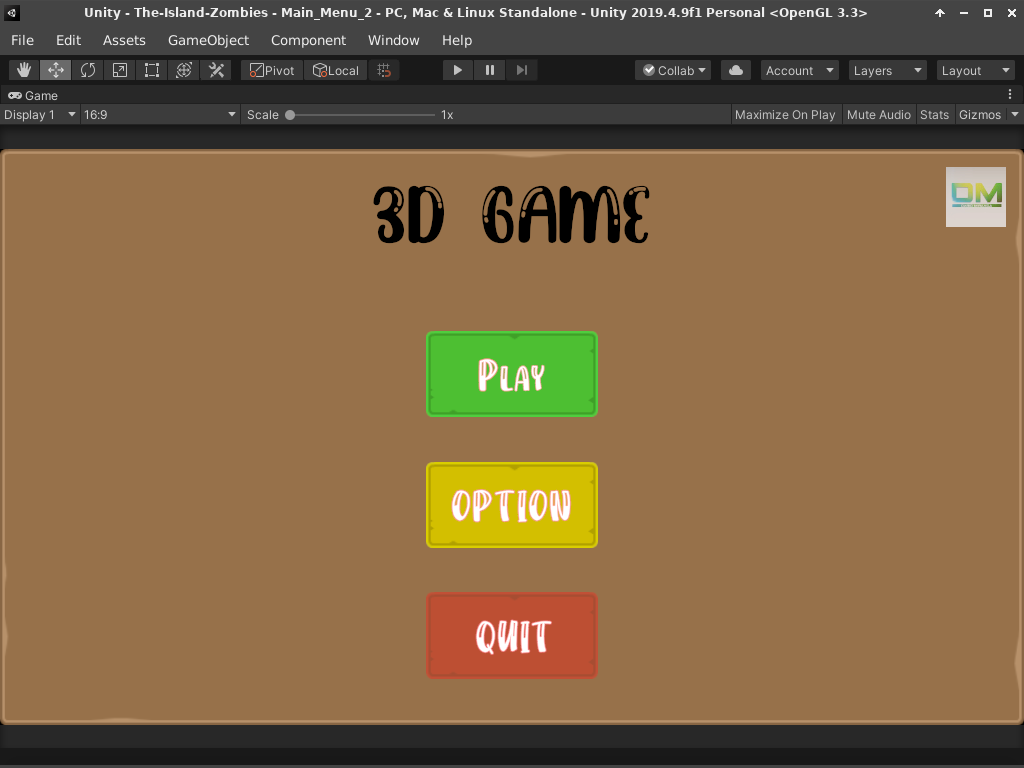 Unity - The-Island-Zombies - Main_Menu_2 - PC, Mac & Linux Standalone - Unity 2019.4.9f1 Personal <OpenGL 3.3>
File Edit Assets GameObject Component Window Help
Pivot Local Collab Account Layers Layout
Game
Display 1 16:9 Scale 1x Maximize On Play Mute Audio Stats Gizmos
3D GAME
OM
PLAY
OPTION
QUIT